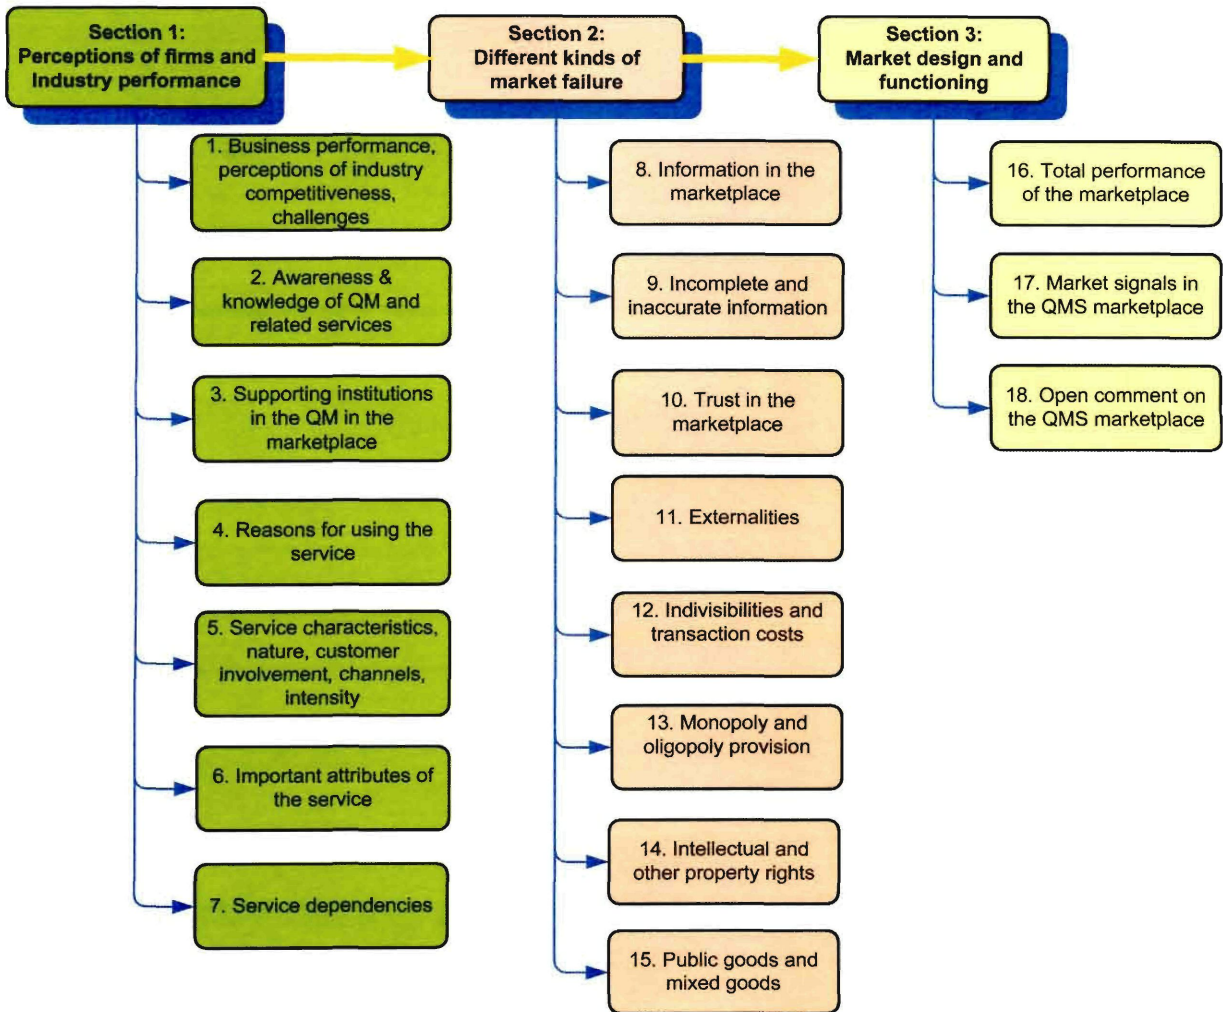 Section 1:
Perceptions of firms and
Industry performance
1. Business performance,
perceptions of industry
competitiveness,
challenges
2. Awareness &
knowledge of QM and
related services
3. Supporting institutions
in the QM in the
marketplace
4. Reasons for using the
service
5. Service characteristics,
nature, customer
involvement, channels,
intensity
6. Important attributes of
the service
7. Service dependencies
Section 2:
Different kinds of
market failure
8. Information in the
marketplace
9. Incomplete and
inaccurate information
10. Trust in the
marketplace
11. Externalities
12. Indivisibilities and
transaction costs
13. Monopoly and
oligopoly provision
14. Intellectual and
other property rights
15. Public goods and
mixed goods
Section 3:
Market design and
functioning
16. Total performance
of the marketplace
17. Market signals in
the QMS marketplace
18. Open comment on
the QMS marketplace